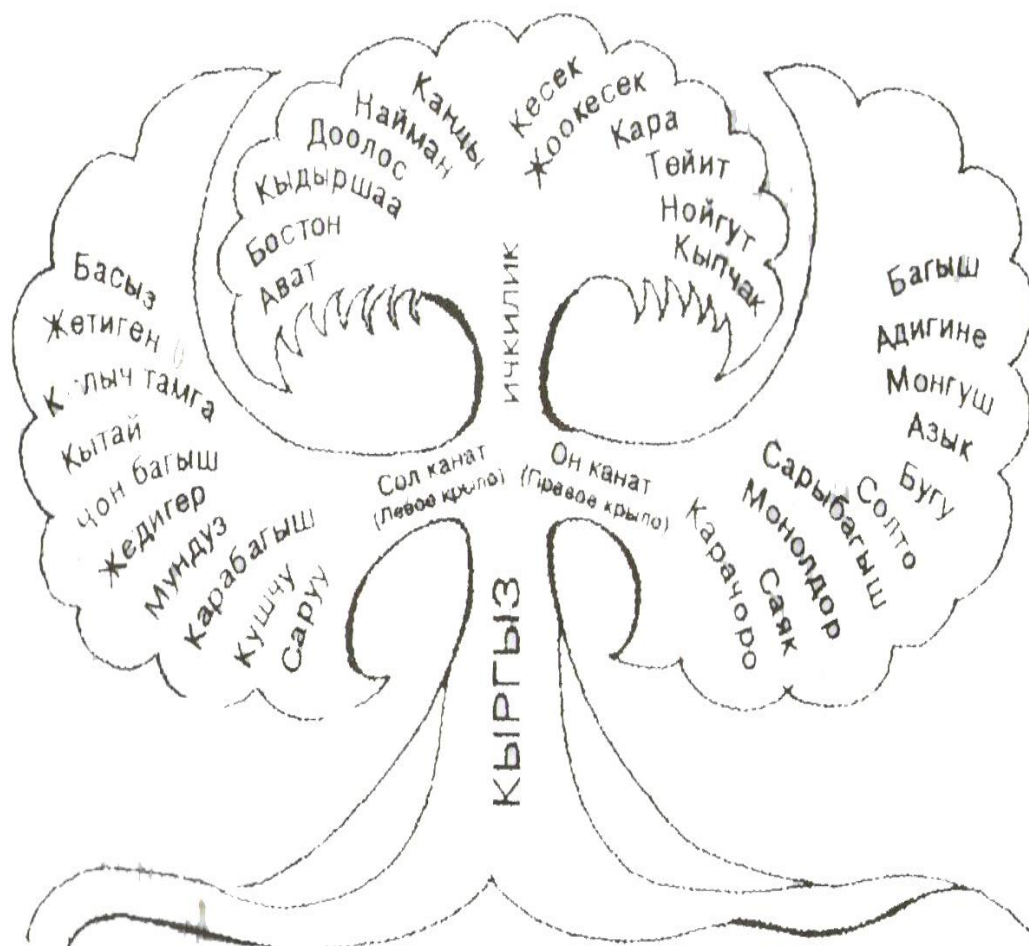 Канды
Найман
Доолос
Кыдыршаа
Бостон
Ават
Кесек
Жоокесек
Кара
Төйит
Нойгут
Кыпчак
ИЧКИЛИК
Басыз
Жетиген
тамга
Кытай
Чон багыш
Жедигер
Мундуз
Карабагыш
Кушчу
Саруу
Сол канат
(Левое крыло)
Он канат
(Правое крыло)
Багыш
Адигине
Монгуш
Азык
Бугу
Солто
Сарыбагыш
Монолдор
Саяк
Карачоро
КЫРГЫЗ